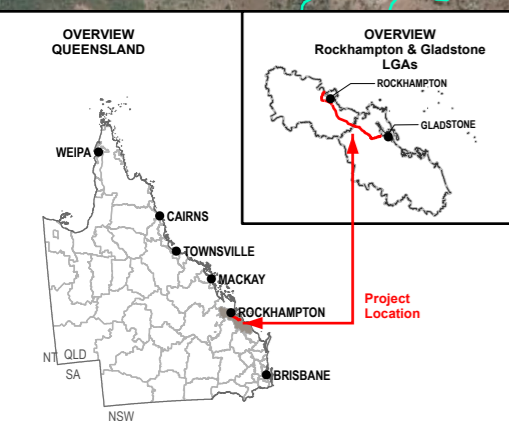 OVERVIEW
QUEENSLAND
WEIPA
CAIRNS
TOWNSVILLE
MACKAY
ROCKHAMPTON
BRISBANE
NT QLD
SA
NSW
OVERVIEW
Rockhampton & Gladstone
LGAs
ROCKHAMPTON
GLADSTONE
Project
Location